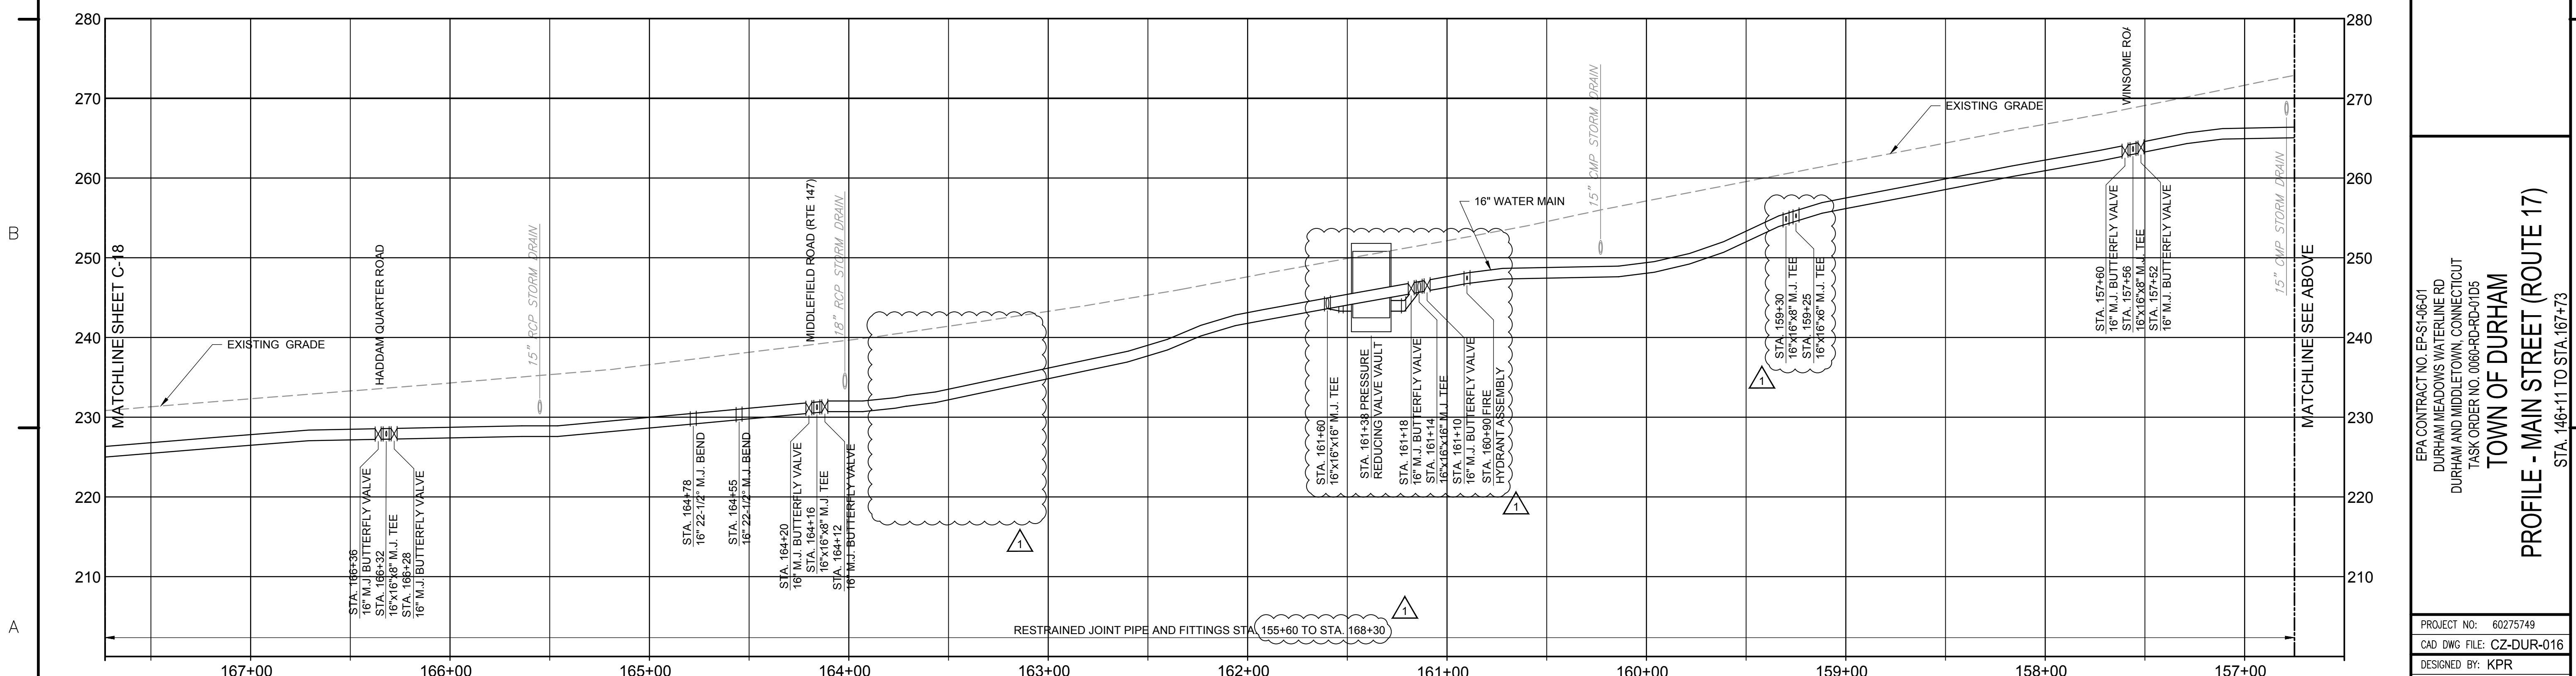 280
270
260
250
240
230
220
210
280
270
260
250
240
230
220
210
B
A
MATCHLINE SHEET C-18
EXISTING GRADE
HADDAM QUARTER ROAD
STA. 166+36
16" M.J. BUTTERFLY VALVE
STA. 166+32
16"x16"x8" M.J. TEE
STA. 166+28
16" M.J. BUTTERFLY VALVE
15" RCP STORM DRAIN
STA. 164+78
16" 22-1/2° M.J. BEND
STA. 164+55
16" 22-1/2° M.J. BEND
MIDDLEFIELD ROAD (RTE 147)
18" RCP STORM DRAIN
STA. 164+20
16" M.J. BUTTERFLY VALVE
STA. 164+16
16"x16"x8" M.J. TEE
STA. 164+12
16" M.J. BUTTERFLY VALVE
1
STA. 161+60
16"x16"x16" M.J. TEE
STA. 161+38 PRESSURE
REDUCING VALVE VAULT
STA. 161+18
16" M.J. BUTTERFLY VALVE
STA. 161+14
16"x16"x16" M.J. TEE
STA. 161+10
16" M.J. BUTTERFLY VALVE
STA. 160+90 FIRE
HYDRANT ASSEMBLY
1
16" WATER MAIN
15" CMP STORM DRAIN
STA. 159+30
16"x16"x8" M.J. TEE
STA. 159+25
16"x16"x6" M.J. TEE
1
EXISTING GRADE
WINSOME
STA. 157+60
16" M.J. BUTTERFLY VALVE
STA. 157+56
16"x16"x8" M.J. TEE
STA. 157+52
16" M.J. BUTTERFLY VALVE
15" CMP STORM DRAIN
MATCHLINE SEE ABOVE
RESTRAINED JOINT PIPE AND FITTINGS STA. 155+60 TO STA. 168+30
1
167+00
166+00
165+00
164+00
163+00
162+00
161+00
160+00
159+00
158+00
157+00
EPA CONTRACT NO. EP-S1-06-01
DURHAM MEADOWS WATERLINE RD
DURHAM AND MIDDLETOWN, CONNECTICUT
TASK ORDER NO. 0060-RD-RD-01D5
TOWN OF DURHAM
PROFILE - MAIN STREET (ROUTE 17)
STA. 146+11 TO STA.167+73
PROJECT NO: 60275749
CAD DWG FILE: CZ-DUR-016
DESIGNED BY: KPR